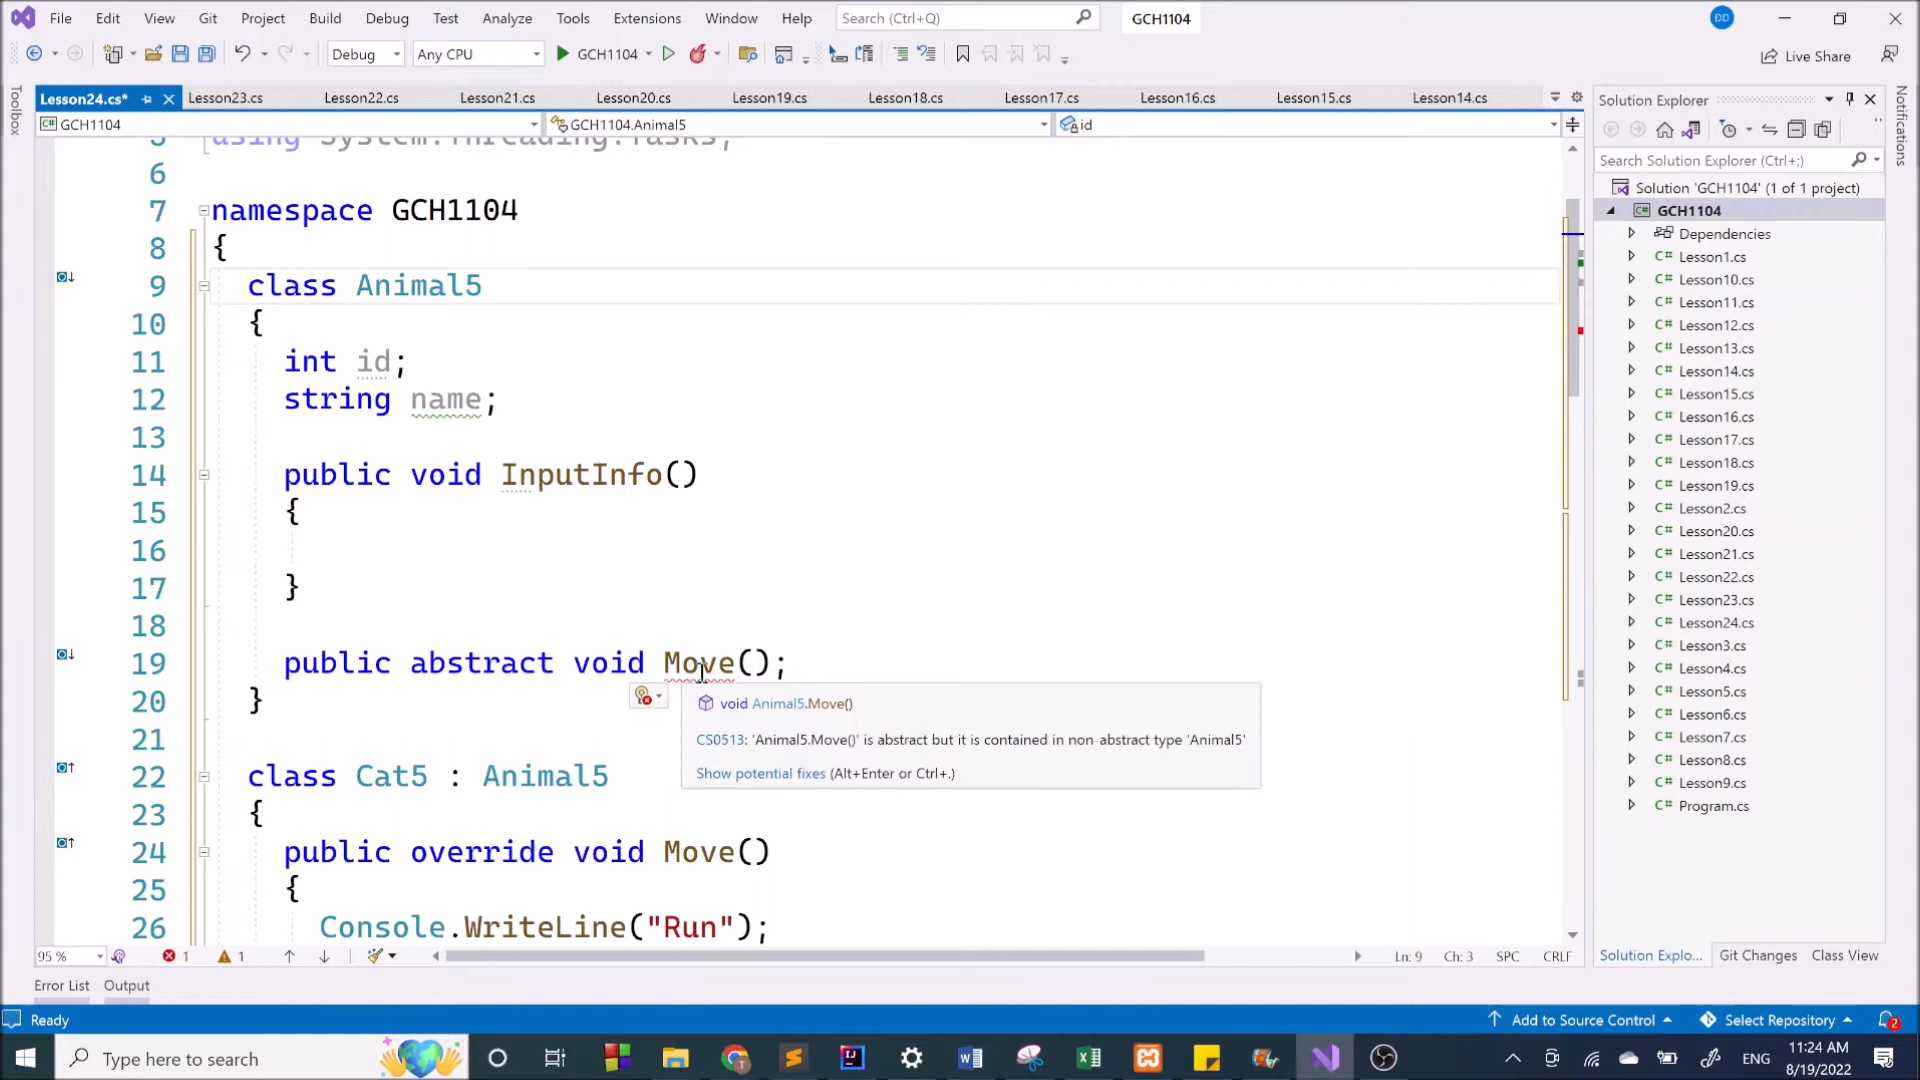 File Edit View Git Project Build Debug Test Analyze Tools Extensions Window Help Search (Ctrl+Q) GCH1104 DD
Debug Any CPU GCH1104 Live Share
Toolbox
Lesson24.cs* Lesson23.cs Lesson22.cs Lesson21.cs Lesson20.cs Lesson19.cs Lesson18.cs Lesson17.cs Lesson16.cs Lesson15.cs Lesson14.cs
GCH1104 GCH1104.Animal5 id
5 using System.Threading.Tasks;
6
7 namespace GCH1104
8 {
9 class Animal5
10 {
11 int id;
12 string name;
13
14 public void InputInfo()
15 {
16
17 }
18
19 public abstract void Move();
20 }
21
22 class Cat5 : Animal5
23 {
24 public override void Move()
25 {
26 Console.WriteLine("Run");
void Animal5.Move()
CS0513: 'Animal5.Move()' is abstract but it is contained in non-abstract type 'Animal5'
Show potential fixes (Alt+Enter or Ctrl+.)
95 % 1 1 Ln: 9 Ch: 3 SPC CRLF
Solution Explorer
Search Solution Explorer (Ctrl+;)
Solution 'GCH1104' (1 of 1 project)
GCH1104
Dependencies
C# Lesson1.cs
C# Lesson10.cs
C# Lesson11.cs
C# Lesson12.cs
C# Lesson13.cs
C# Lesson14.cs
C# Lesson15.cs
C# Lesson16.cs
C# Lesson17.cs
C# Lesson18.cs
C# Lesson19.cs
C# Lesson2.cs
C# Lesson20.cs
C# Lesson21.cs
C# Lesson22.cs
C# Lesson23.cs
C# Lesson24.cs
C# Lesson3.cs
C# Lesson4.cs
C# Lesson5.cs
C# Lesson6.cs
C# Lesson7.cs
C# Lesson8.cs
C# Lesson9.cs
C# Program.cs
Solution Explo... Git Changes Class View
Notifications
Error List Output
Ready Add to Source Control Select Repository 2
Type here to search ENG 11:24 AM
8/19/2022